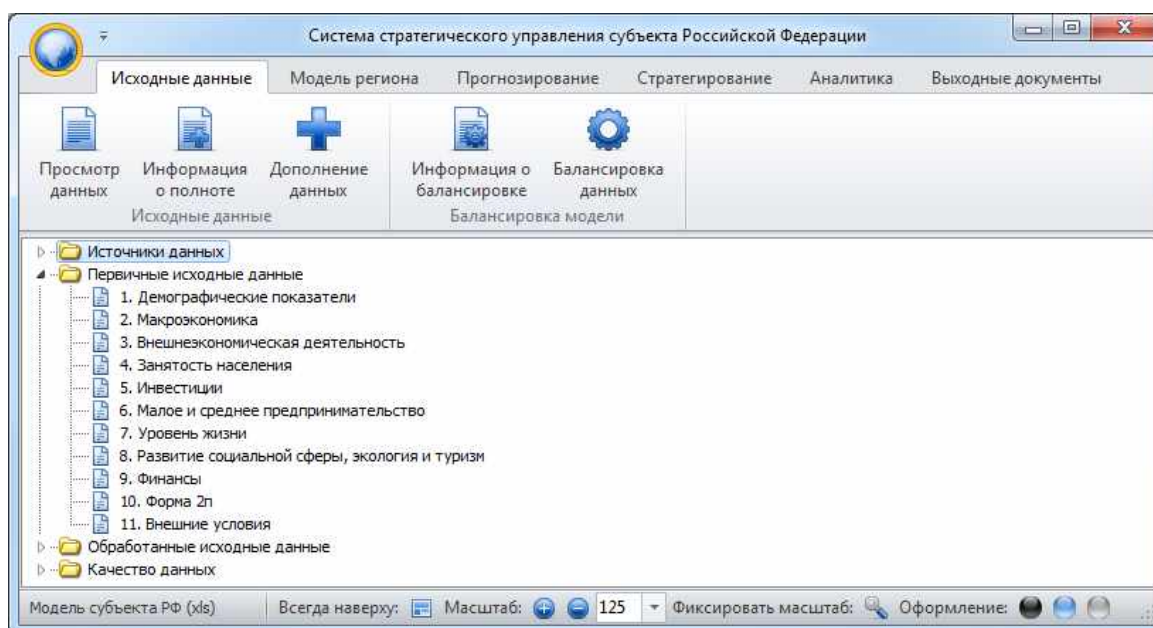 Система стратегического управления субъекта Российской Федерации
Исходные данные Модель региона Прогнозирование Стратегирование Аналитика Выходные документы
Просмотр данных
Информация о полноте
Дополнение данных
Информация о балансировке
Балансировка данных
Исходные данные Балансировка модели
Источники данных
Первичные исходные данные
1. Демографические показатели
2. Макроэкономика
3. Внешнеэкономическая деятельность
4. Занятость населения
5. Инвестиции
6. Малое и среднее предпринимательство
7. Уровень жизни
8. Развитие социальной сферы, экология и туризм
9. Финансы
10. Форма 2п
11. Внешние условия
Обработанные исходные данные
Качество данных
Модель субъекта РФ (xls) Всегда наверху: Масштаб: 125 Фиксировать масштаб: Оформление: